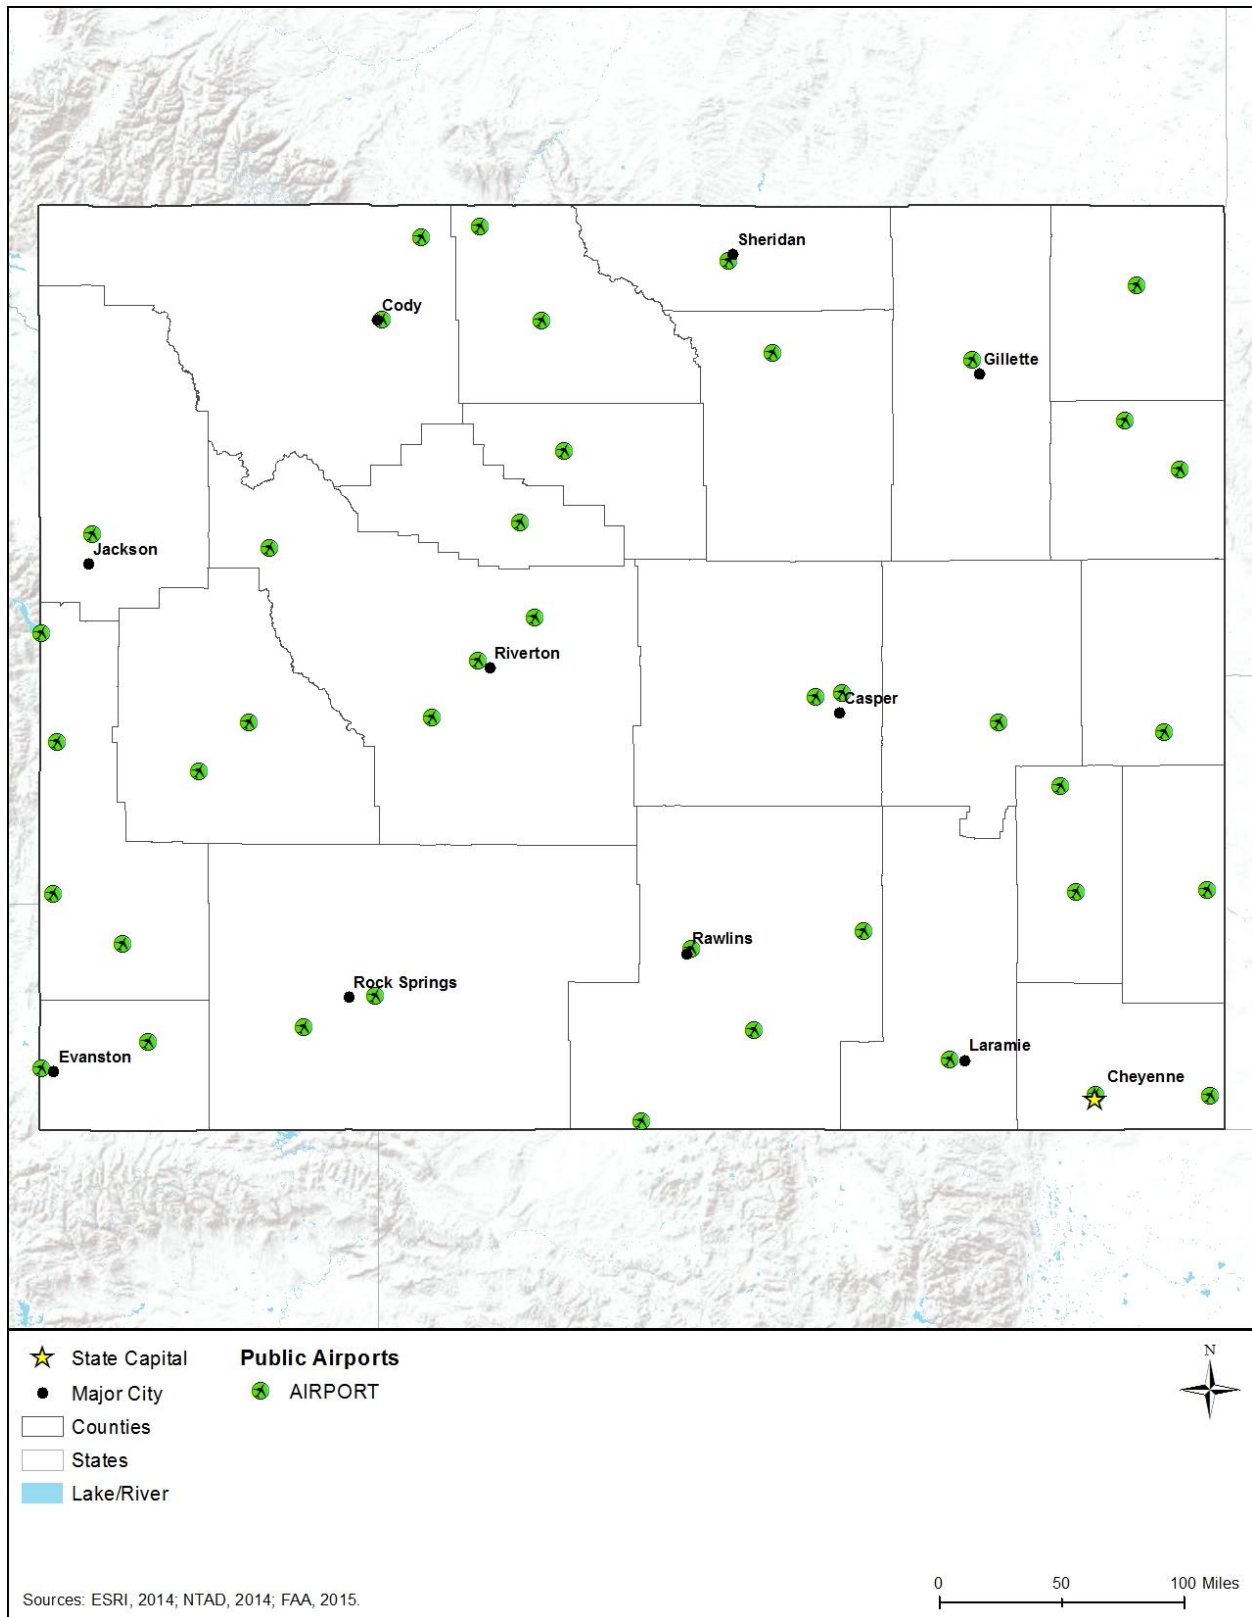 Sheridan
Cody
Gillette
Jackson
Riverton
Casper
Rawlins
Rock Springs
Laramie
Evanston
Cheyenne
State Capital
Public Airports
N
Major City
AIRPORT
Counties
States
Lake/River
0 50 100 Miles
Sources: ESRI, 2014; NTAD, 2014; FAA, 2015.